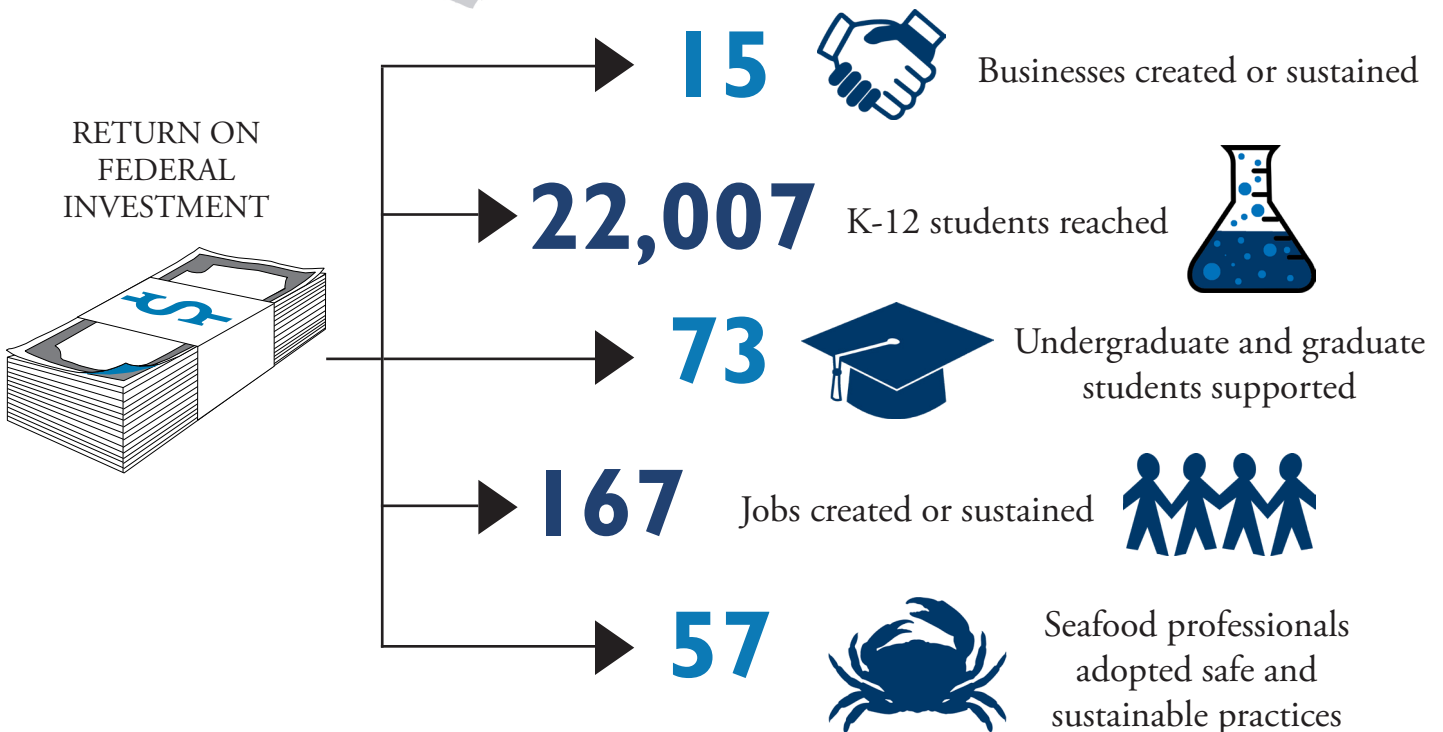 RETURN ON
FEDERAL
INVESTMENT
$
15
Businesses created or sustained
22,007
K-12 students reached
73
Undergraduate and graduate
students supported
167
Jobs created or sustained
57
Seafood professionals
adopted safe and
sustainable practices